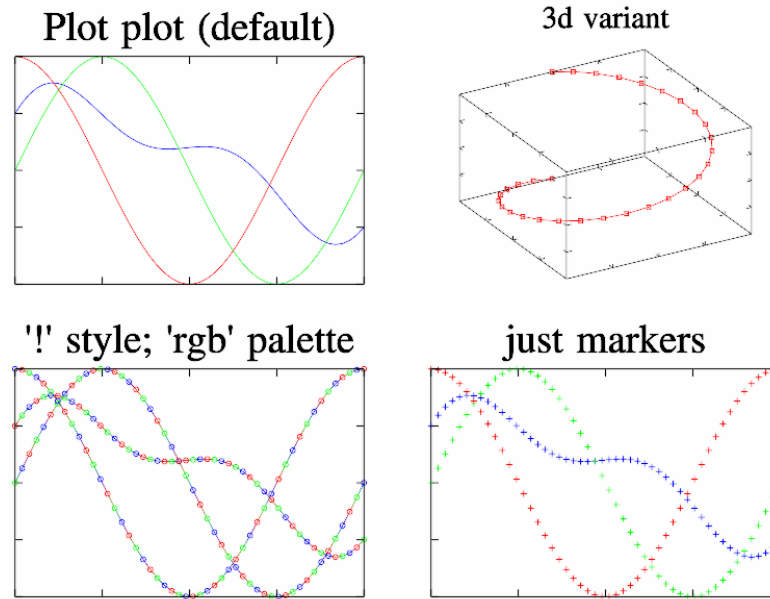 Plot plot (default)
3d variant
'!' style; 'rgb' palette
just markers